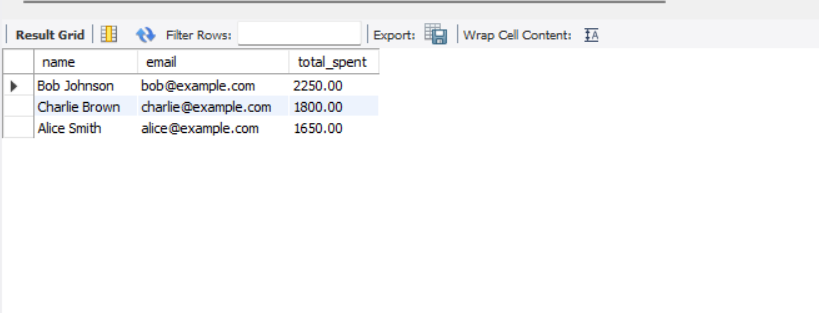 Result Grid Filter Rows: Export: Wrap Cell Content: IA
name email total_spent
Bob Johnson bob@example.com 2250.00
Charlie Brown charlie@example.com 1800.00
Alice Smith alice@example.com 1650.00